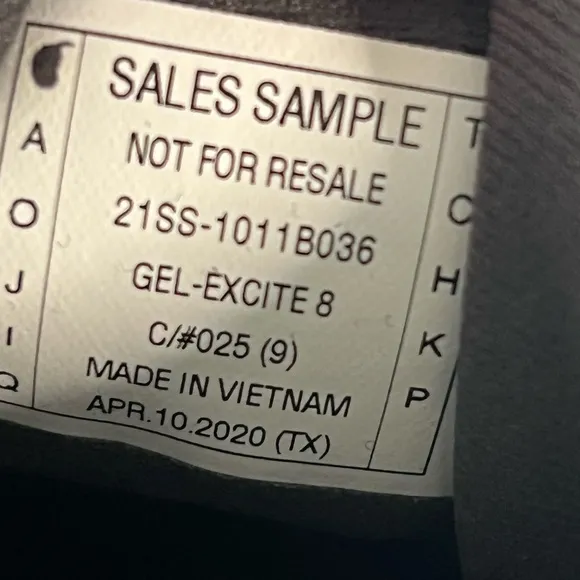 SALES SAMPLE
NOT FOR RESALE
21SS-1011B036
GEL-EXCITE 8
C/#025 (9)
MADE IN VIETNAM
APR.10.2020 (TX)
A
O
J
I
Q
T
C
H
K
P